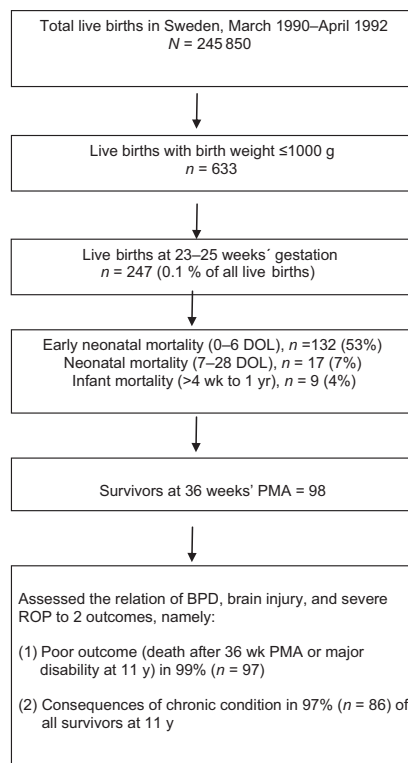 Total live births in Sweden, March 1990–April 1992
N = 245 850
Live births with birth weight ≤1000 g
n = 633
Live births at 23–25 weeks´ gestation
n = 247 (0.1 % of all live births)
Early neonatal mortality (0–6 DOL), n =132 (53%)
Neonatal mortality (7–28 DOL), n = 17 (7%)
Infant mortality (>4 wk to 1 yr), n = 9 (4%)
Survivors at 36 weeks’ PMA = 98
Assessed the relation of BPD, brain injury, and severe
ROP to 2 outcomes, namely:
(1) Poor outcome (death after 36 wk PMA or major
disability at 11 y) in 99% (n = 97)
(2) Consequences of chronic condition in 97% (n = 86) of
all survivors at 11 y